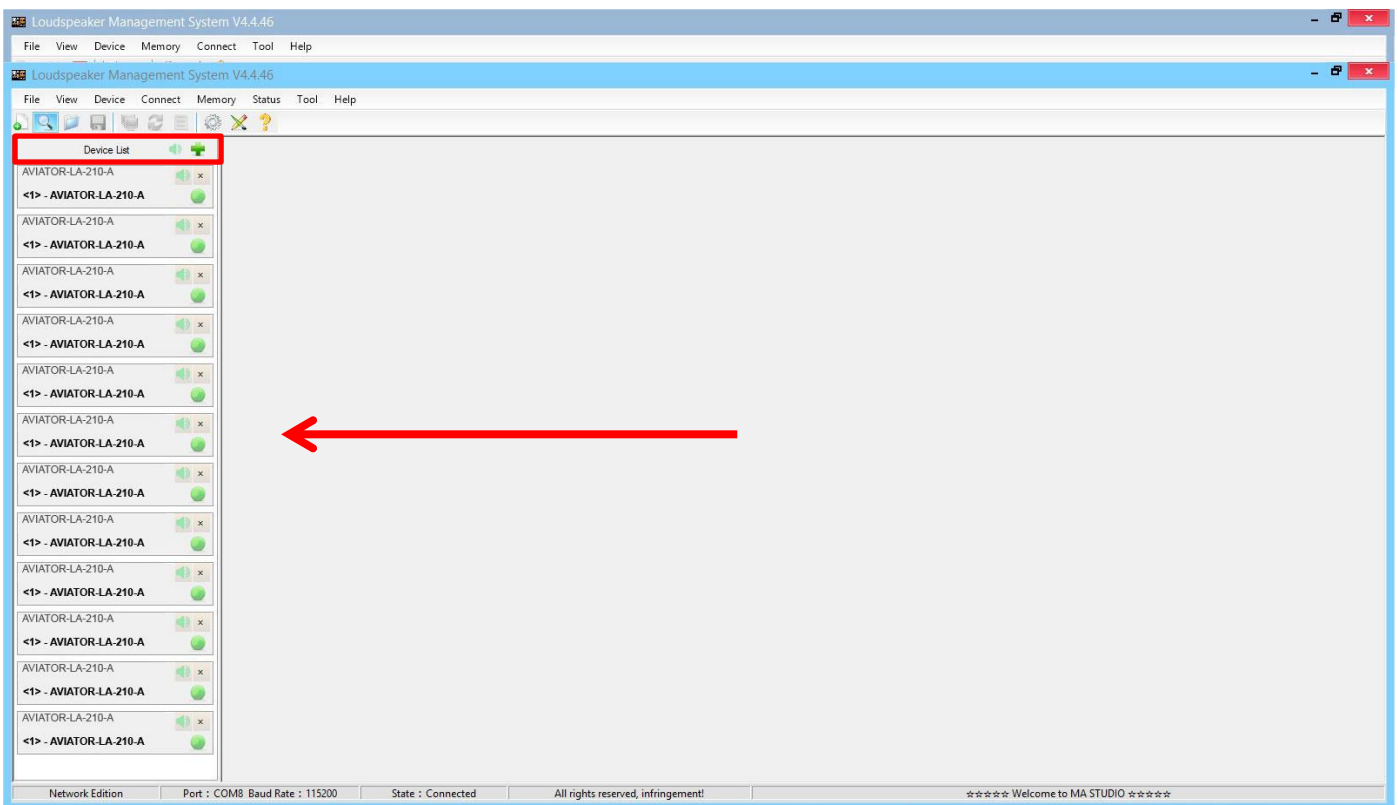 Loudspeaker Management System V4.4.46
File View Device Memory Connect Tool Help
Loudspeaker Management System V4.4.46
File View Device Connect Memory Status Tool Help
Device List
AVIATOR-LA-210-A
<1> - AVIATOR-LA-210-A
AVIATOR-LA-210-A
<1> - AVIATOR-LA-210-A
AVIATOR-LA-210-A
<1> - AVIATOR-LA-210-A
AVIATOR-LA-210-A
<1> - AVIATOR-LA-210-A
AVIATOR-LA-210-A
<1> - AVIATOR-LA-210-A
AVIATOR-LA-210-A
<1> - AVIATOR-LA-210-A
AVIATOR-LA-210-A
<1> - AVIATOR-LA-210-A
AVIATOR-LA-210-A
<1> - AVIATOR-LA-210-A
AVIATOR-LA-210-A
<1> - AVIATOR-LA-210-A
AVIATOR-LA-210-A
<1> - AVIATOR-LA-210-A
AVIATOR-LA-210-A
<1> - AVIATOR-LA-210-A
AVIATOR-LA-210-A
<1> - AVIATOR-LA-210-A
Network Edition Port : COM8 Baud Rate : 115200 State : Connected All rights reserved, infringement! ☆☆☆☆☆ Welcome to MA STUDIO ☆☆☆☆☆